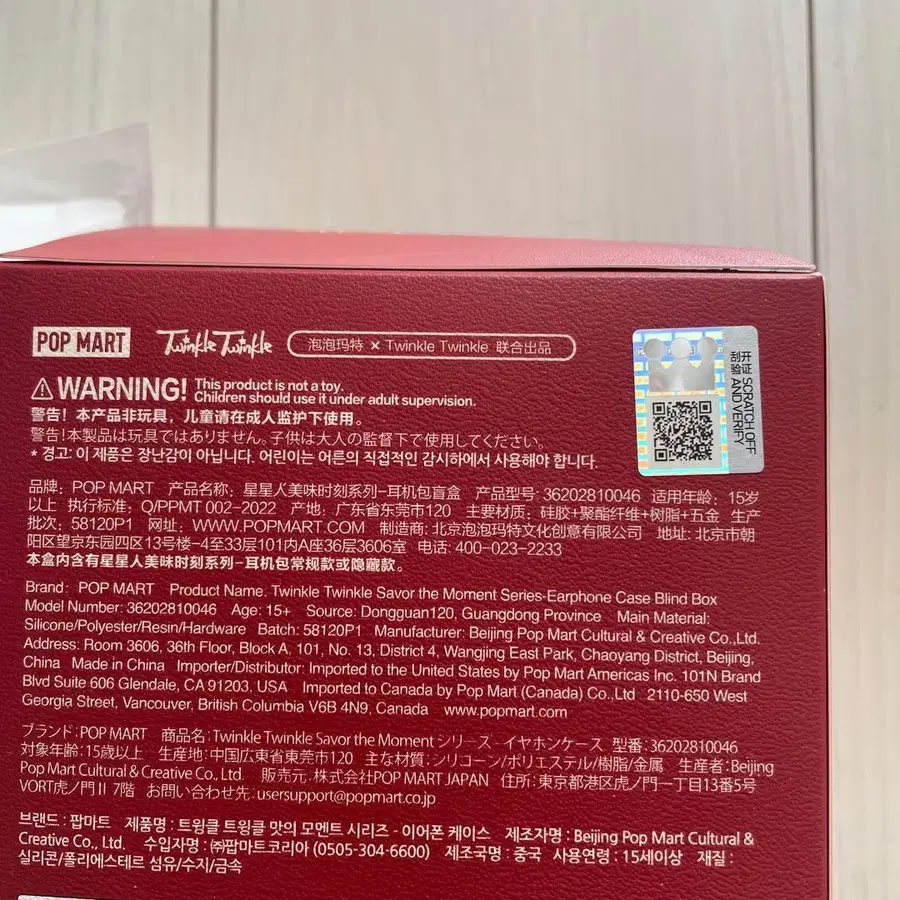 POP MART Twinkle Twinkle 泡泡玛特 × Twinkle Twinkle 联合出品
开证 SCRATCH OFF
刮验 AND VERIFY
WARNING! This product is not a toy.
Children should use it under adult supervision.
警告！本产品非玩具，儿童请在成人监护下使用。
警告!本製品は玩具ではありません。子供は大人の監督下で使用してください。
* 경고: 이 제품은 장난감이 아닙니다. 어린이는 어른의 직접적인 감시하에서 사용해야 합니다.
品牌：POP MART 产品名称：星星人美味时刻系列-耳机包盲盒 产品型号: 36202810046 适用年龄：15岁
以上 执行标准：Q/PPMT 002-2022 产地：广东省东莞市120 主要材质：硅胶+聚酯纤维+树脂+五金 生产
批次：58120P1 网址：WWW.POPMART.COM 制造商: 北京泡泡玛特文化创意有限公司 地址: 北京市朝
阳区望京东园四区13号楼-4至33层101内A座36层3606室 电话: 400-023-2233
本盒内含有星星人美味时刻系列-耳机包常规款或隐藏款。
Brand: POP MART Product Name: Twinkle Twinkle Savor the Moment Series-Earphone Case Blind Box
Model Number: 36202810046 Age: 15+ Source: Dongguan120, Guangdong Province Main Material:
Silicone/Polyester/Resin/Hardware Batch: 58120P1 Manufacturer: Beijing Pop Mart Cultural & Creative Co.,Ltd.
Address: Room 3606, 36th Floor, Block A, 101, No. 13, District 4, Wangjing East Park, Chaoyang District, Beijing,
China Made in China Importer/Distributor: Imported to the United States by Pop Mart Americas Inc. 101N Brand
Blvd Suite 606 Glendale, CA 91203, USA Imported to Canada by Pop Mart (Canada) Co.,Ltd 2110-650 West
Georgia Street, Vancouver, British Columbia V6B 4N9, Canada www.popmart.com
ブランド:POP MART 商品名:Twinkle Twinkle Savor the Moment シリーズ イヤホンケース 型番:36202810046
対象年齢:15歳以上 生産地:中国広東省東莞市120 主な材質:シリコーン/ポリエステル/樹脂/金属 生産者:Beijing
Pop Mart Cultural & Creative Co., Ltd. 販売元:株式会社POP MART JAPAN 住所:東京都港区虎ノ門一丁目13番5号
VORT虎ノ門Ⅱ 7階 お問い合わせ先:usersupport@popmart.co.jp
브랜드 : 팝마트 제품명 : 트윙클 트윙클 맛의 모멘트 시리즈 - 이어폰 케이스 제조자명 : Beijing Pop Mart Cultural &
Creative Co., Ltd. 수입자명 : ㈜팝마트코리아 (0505-304-6600) 제조국명 : 중국 사용연령 : 15세이상 재질 :
실리콘/폴리에스테르 섬유/수지/금속